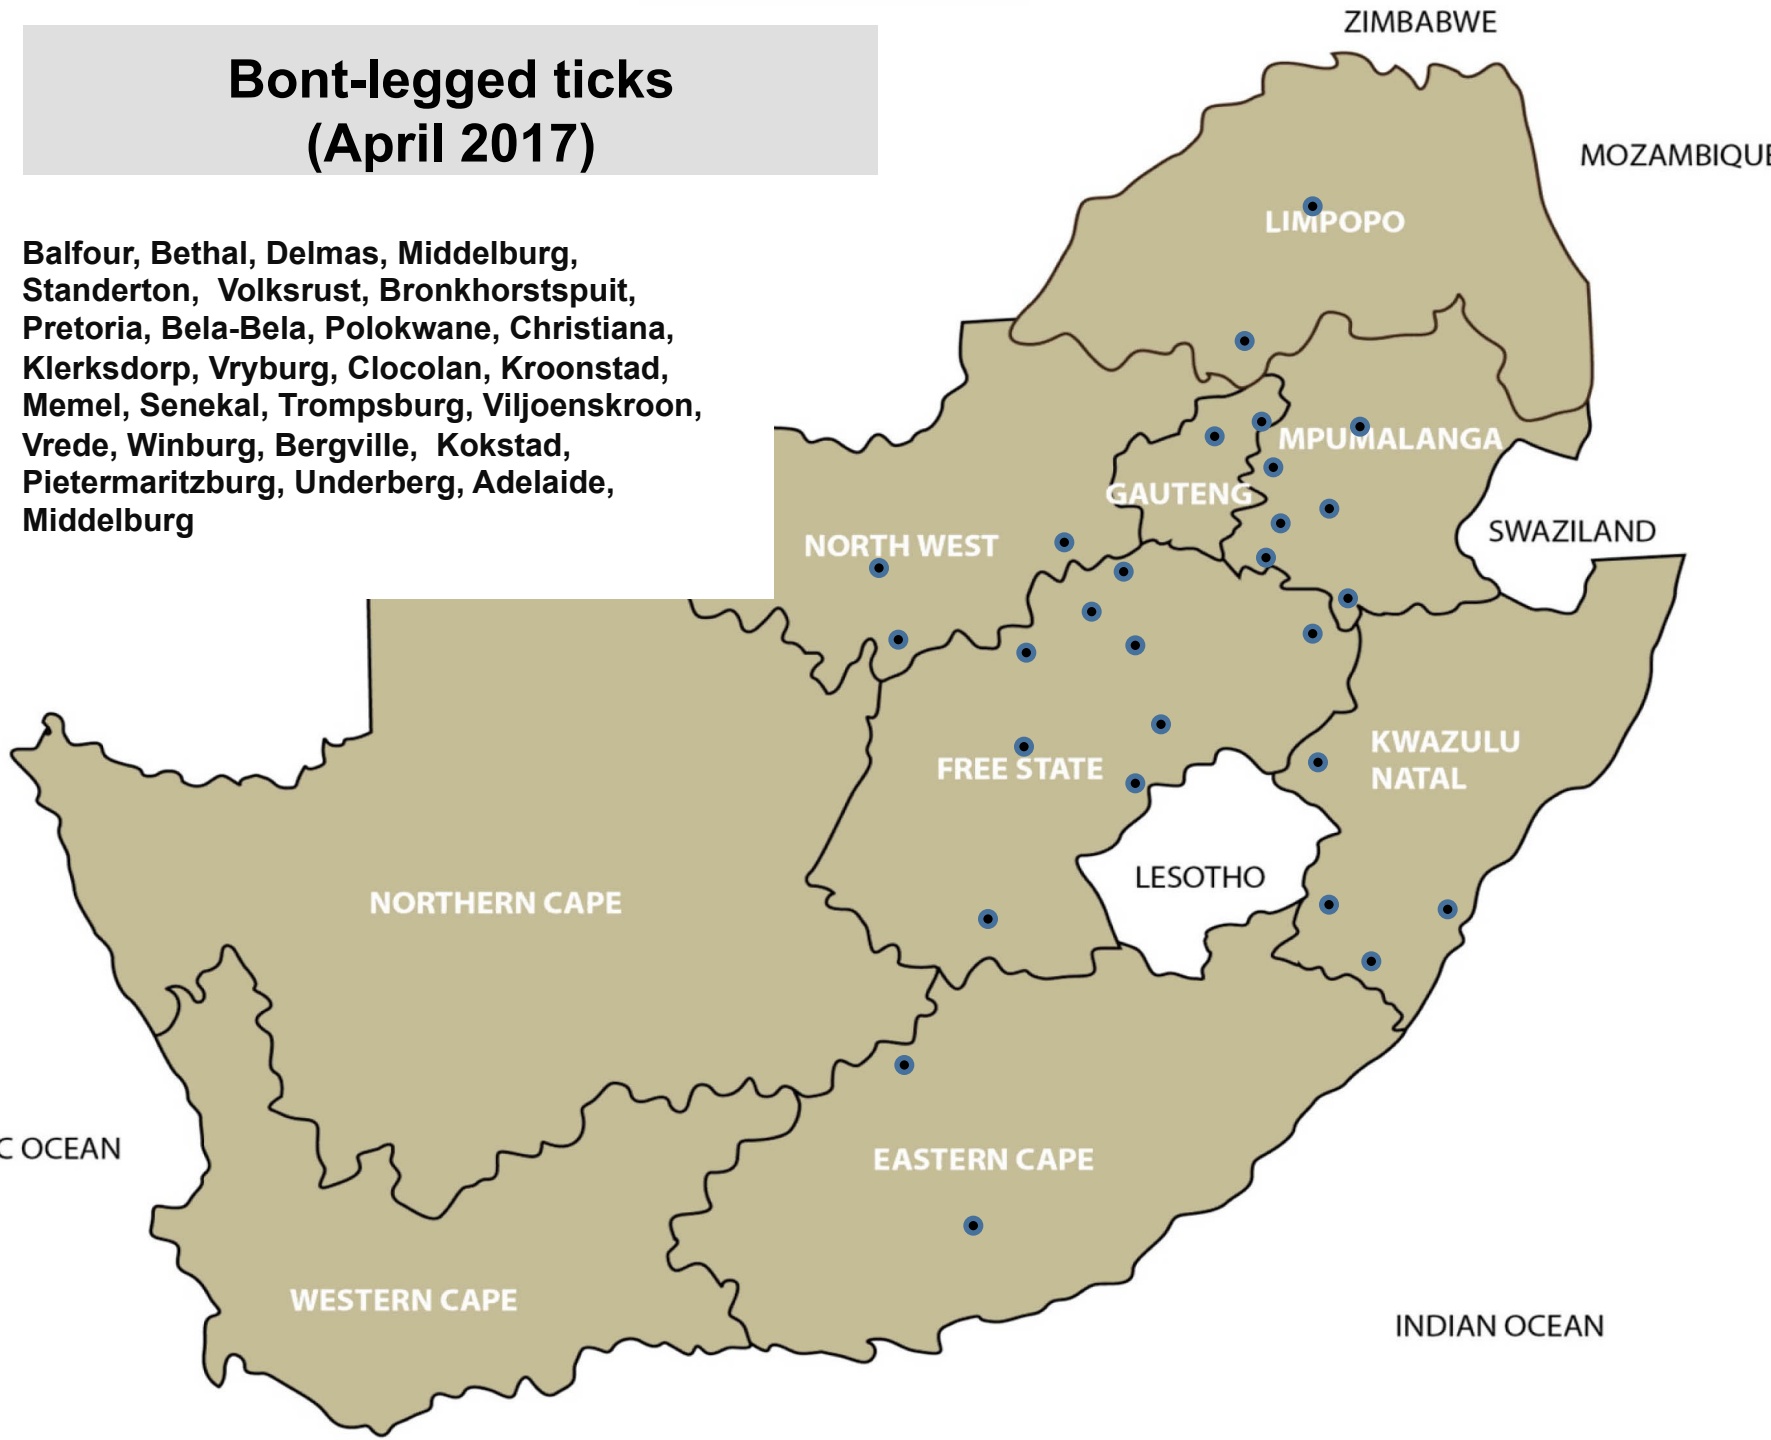 Bont-legged ticks
(April 2017)
Balfour, Bethal, Delmas, Middelburg,
Standerton, Volksrust, Bronkhorstspuit,
Pretoria, Bela-Bela, Polokwane, Christiana,
Klerksdorp, Vryburg, Clocolan, Kroonstad,
Memel, Senekal, Trompsburg, Viljoenskroon,
Vrede, Winburg, Bergville, Kokstad,
Pietermaritzburg, Underberg, Adelaide,
Middelburg
ZIMBABWE
MOZAMBIQUE
LIMPOPO
MPUMALANGA
GAUTENG
SWAZILAND
NORTH WEST
KWAZULU
NATAL
FREE STATE
LESOTHO
NORTHERN CAPE
C OCEAN
EASTERN CAPE
WESTERN CAPE
INDIAN OCEAN